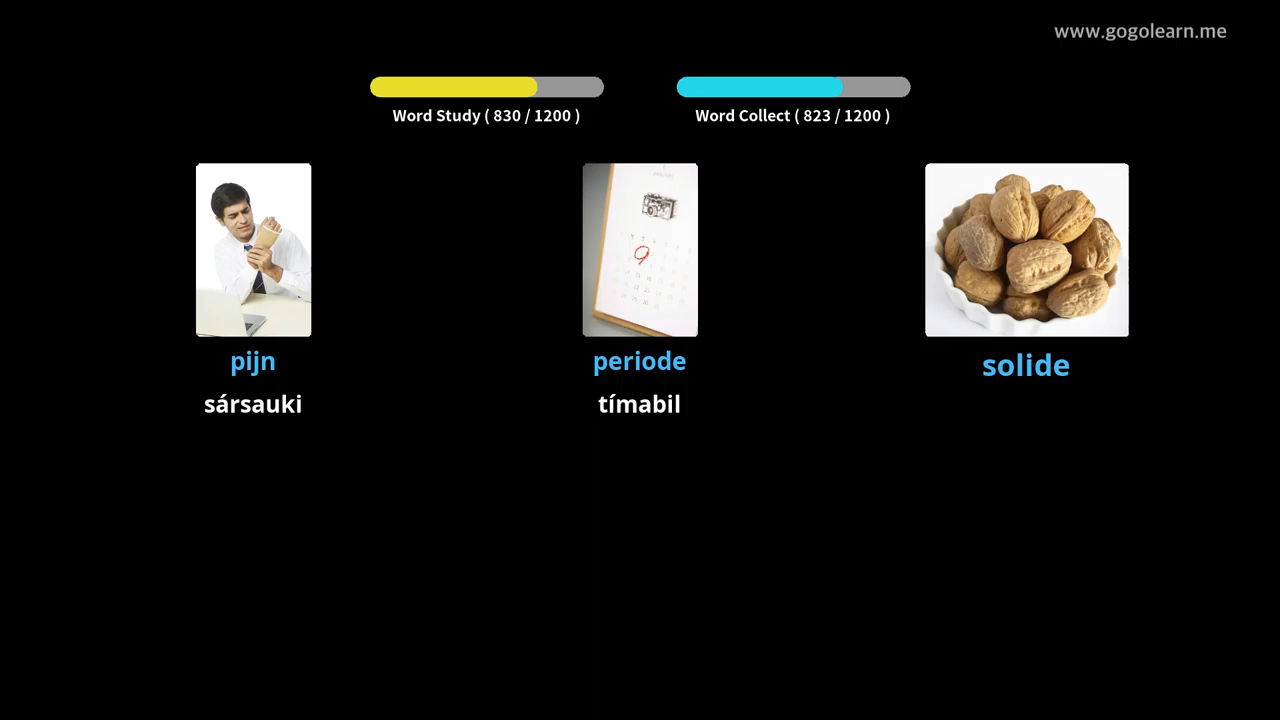 www.gogolearn.me
Word Study ( 830 / 1200 )
Word Collect ( 823 / 1200 )
pijn
periode
solide
sársauki
tímabil